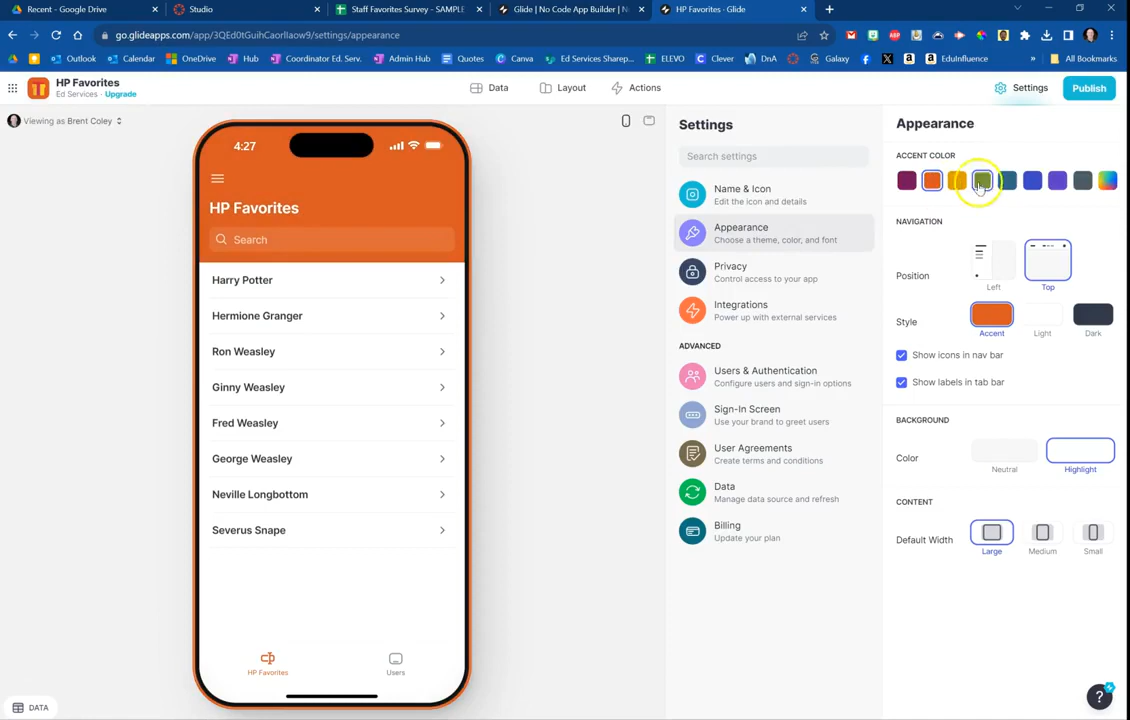 Recent - Google Drive
Studio
Staff Favorites Survey - SAMPLE
Glide | No Code App Builder | N
HP Favorites · Glide
go.glideapps.com/app/3QEd0tGuihCaorllaow9/settings/appearance
Outlook
Calendar
OneDrive
Hub
Coordinator Ed. Serv.
Admin Hub
Quotes
Canva
Ed Services Sharep...
ELEVO
Clever
DnA
Galaxy
EduInfluence
All Bookmarks
HP Favorites
Ed Services · Upgrade
Data
Layout
Actions
Settings
Publish
Viewing as Brent Coley
4:27
HP Favorites
Search
Harry Potter
Hermione Granger
Ron Weasley
Ginny Weasley
Fred Weasley
George Weasley
Neville Longbottom
Severus Snape
HP Favorites
Users
DATA
Settings
Search settings
Name & Icon
Edit the icon and details
Appearance
Choose a theme, color, and font
Privacy
Control access to your app
Integrations
Power up with external services
ADVANCED
Users & Authentication
Configure users and sign-in options
Sign-In Screen
Use your brand to greet users
User Agreements
Create terms and conditions
Data
Manage data source and refresh
Billing
Update your plan
Appearance
ACCENT COLOR
NAVIGATION
Position
Left
Top
Style
Accent
Light
Dark
Show icons in nav bar
Show labels in tab bar
BACKGROUND
Color
Neutral
Highlight
CONTENT
Default Width
Large
Medium
Small
?